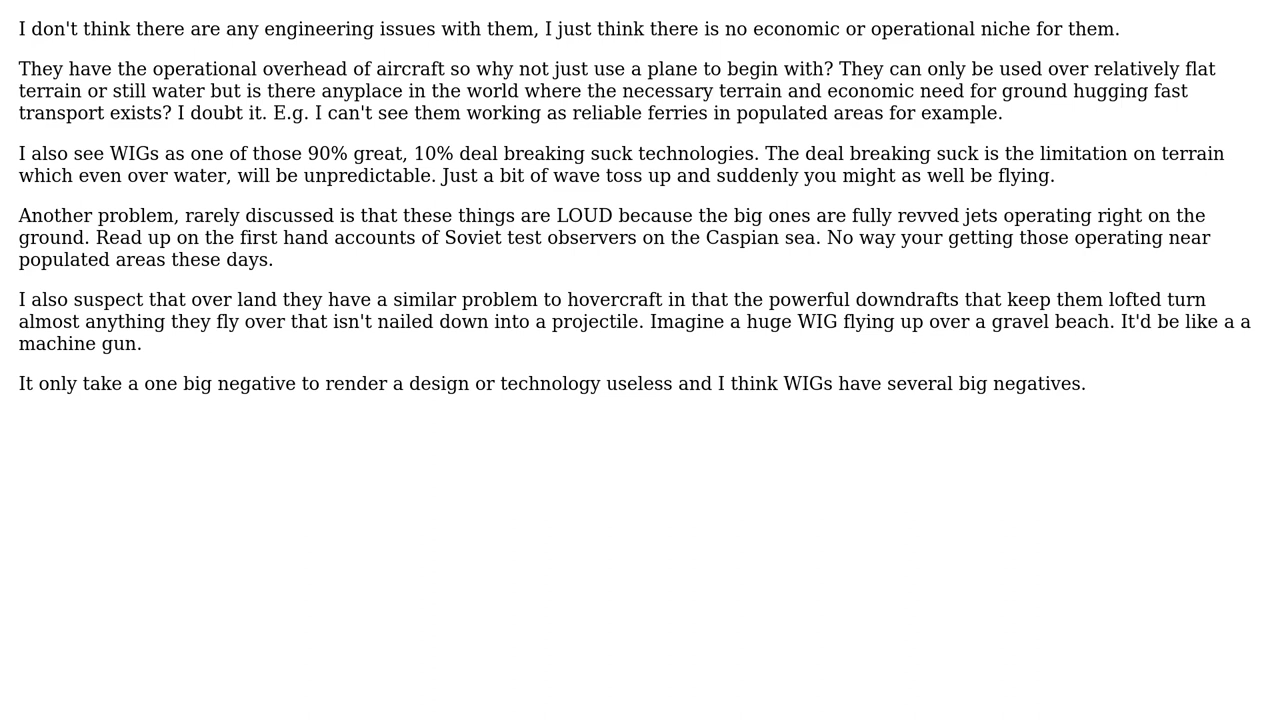 I don't think there are any engineering issues with them, I just think there is no economic or operational niche for them.
They have the operational overhead of aircraft so why not just use a plane to begin with? They can only be used over relatively flat
terrain or still water but is there anyplace in the world where the necessary terrain and economic need for ground hugging fast
transport exists? I doubt it. E.g. I can't see them working as reliable ferries in populated areas for example.
I also see WIGs as one of those 90% great, 10% deal breaking suck technologies. The deal breaking suck is the limitation on terrain
which even over water, will be unpredictable. Just a bit of wave toss up and suddenly you might as well be flying.
Another problem, rarely discussed is that these things are LOUD because the big ones are fully revved jets operating right on the
ground. Read up on the first hand accounts of Soviet test observers on the Caspian sea. No way your getting those operating near
populated areas these days.
I also suspect that over land they have a similar problem to hovercraft in that the powerful downdrafts that keep them lofted turn
almost anything they fly over that isn't nailed down into a projectile. Imagine a huge WIG flying up over a gravel beach. It'd be like a a
machine gun.
It only take a one big negative to render a design or technology useless and I think WIGs have several big negatives.